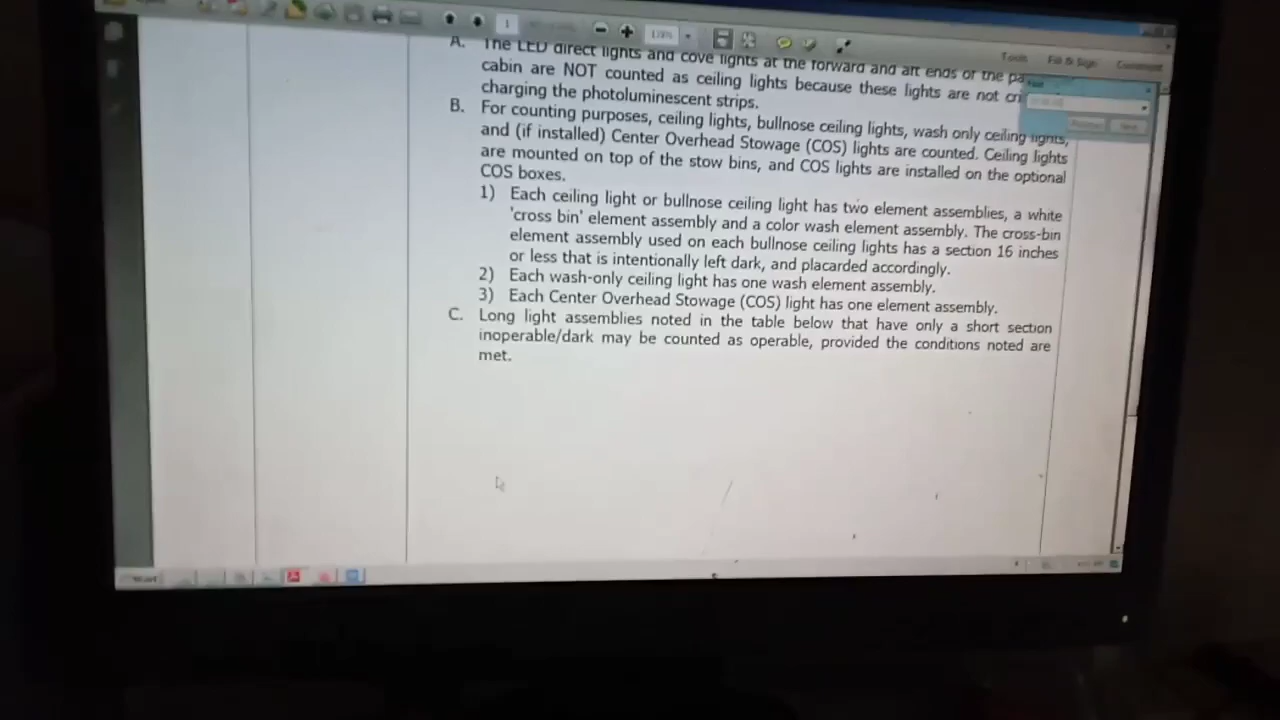 1
Tools
Fill & Sign
Comment
A. The LED direct lights and cove lights at the forward and aft ends of the
cabin are NOT counted as ceiling lights because these lights are not
charging the photoluminescent strips.
B. For counting purposes, ceiling lights, bullnose ceiling lights, wash only ceiling lights,
and (if installed) Center Overhead Stowage (COS) lights are counted. Ceiling lights
are mounted on top of the stow bins, and COS lights are installed on the optional
COS boxes.
1) Each ceiling light or bullnose ceiling light has two element assemblies, a white
'cross bin' element assembly and a color wash element assembly. The cross-bin
element assembly used on each bullnose ceiling lights has a section 16 inches
or less that is intentionally left dark, and placarded accordingly.
2) Each wash-only ceiling light has one wash element assembly.
3) Each Center Overhead Stowage (COS) light has one element assembly.
C. Long light assemblies noted in the table below that have only a short section
inoperable/dark may be counted as operable, provided the conditions noted are
met.
Start